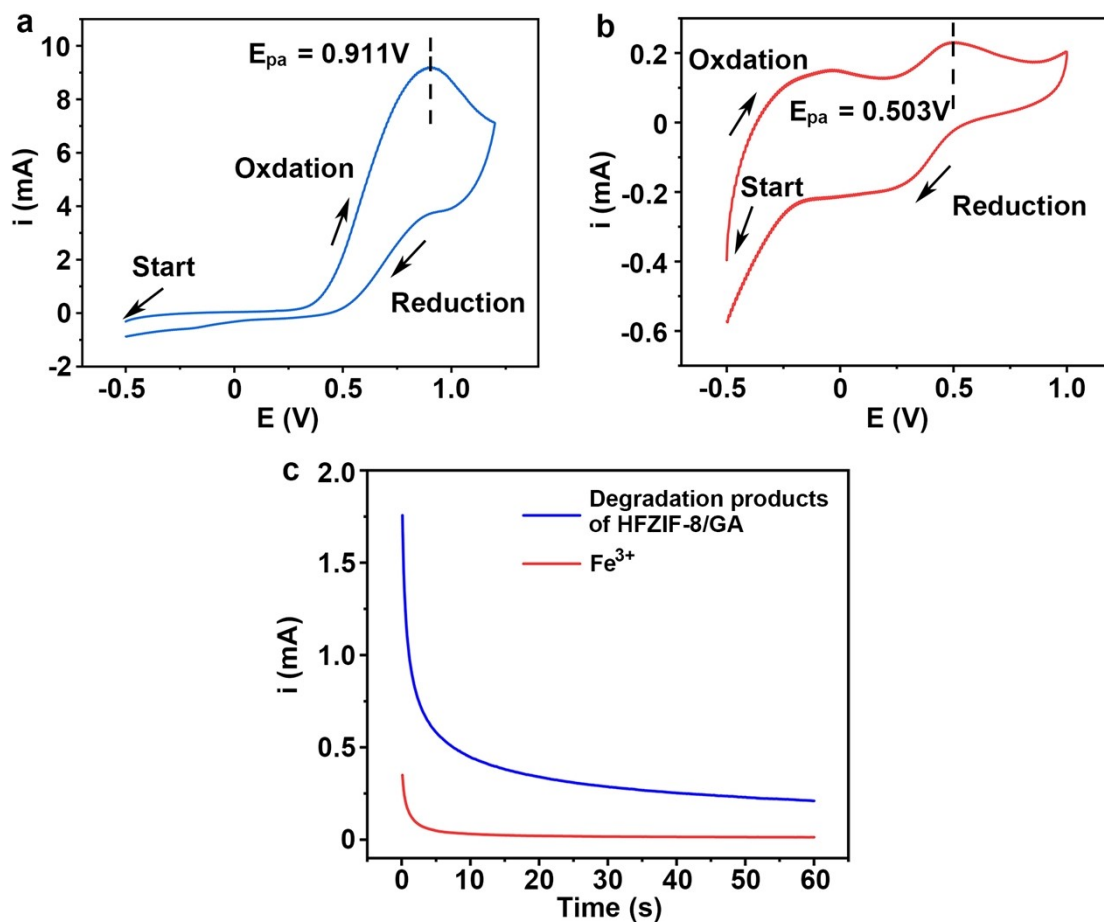 a
E_pa = 0.911V
Oxdation
Start
Reduction
10
8
6
4
2
0
-2
i (mA)
-0.5 0 0.5 1.0
E (V)
b
Oxdation
E_pa = 0.503V
Start
Reduction
0.2
0
-0.2
-0.4
-0.6
i (mA)
-0.5 0 0.5 1.0
E (V)
c
Degradation products
of HFZIF-8/GA
Fe³⁺
2.0
1.5
1.0
0.5
0
i (mA)
0 10 20 30 40 50 60
Time (s)